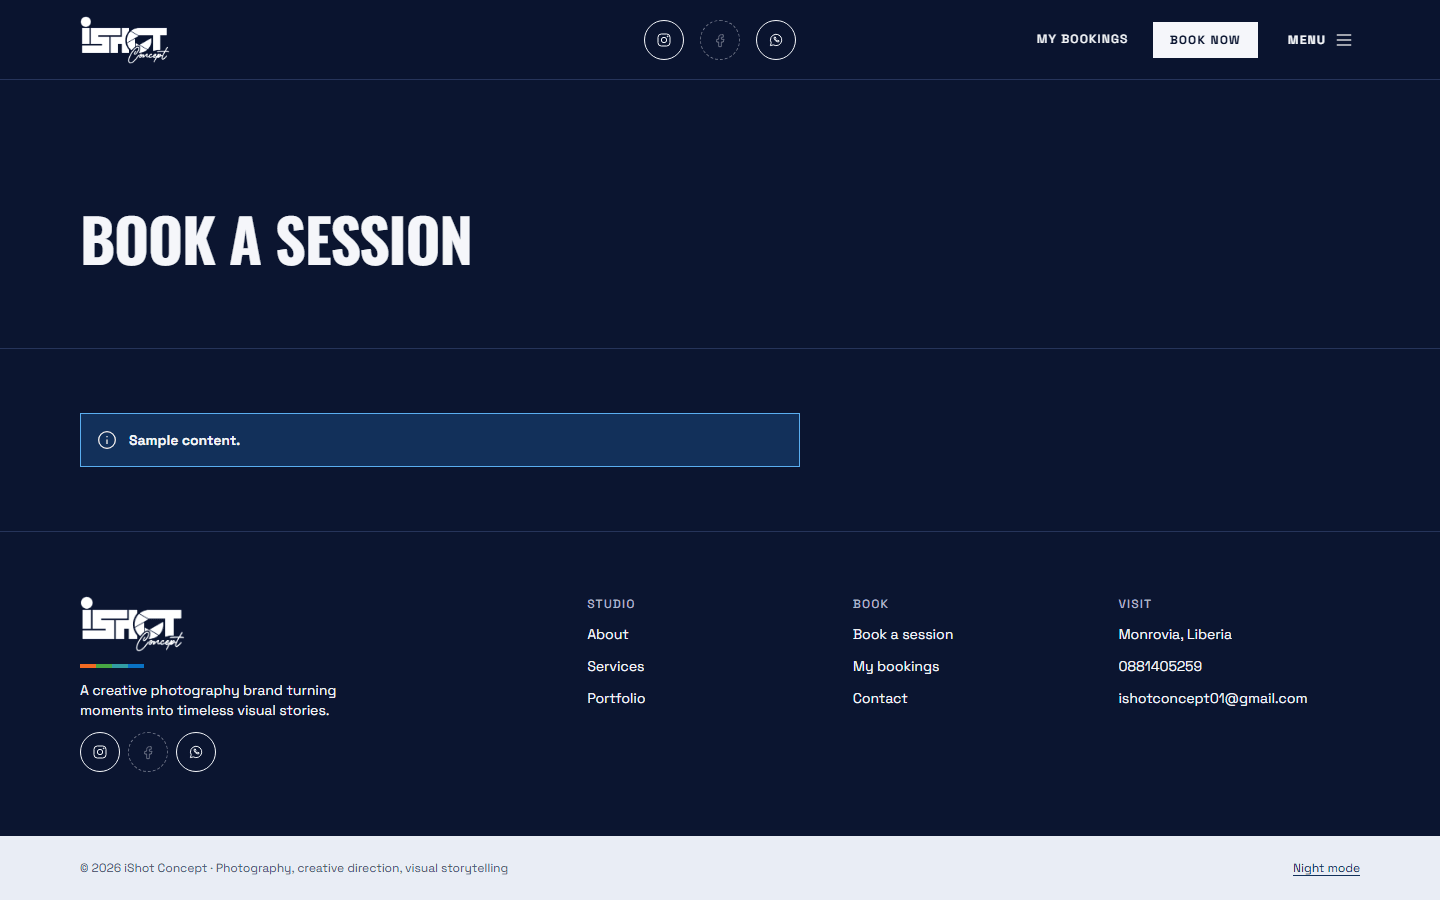 iSHOT
Concept
MY BOOKINGS
BOOK NOW
MENU
BOOK A SESSION
Sample content.
iSHOT
Concept
A creative photography brand turning
moments into timeless visual stories.
STUDIO
About
Services
Portfolio
BOOK
Book a session
My bookings
Contact
VISIT
Monrovia, Liberia
0881405259
ishotconcept01@gmail.com
© 2026 iShot Concept · Photography, creative direction, visual storytelling
Night mode